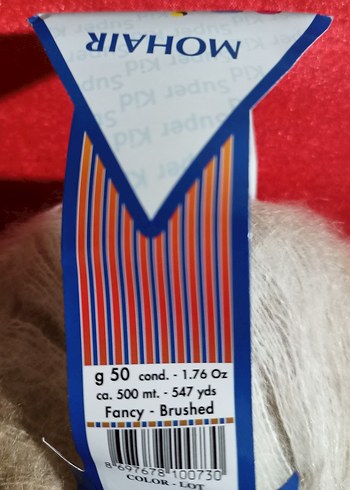 MOHAIR
Super Kid Super Kid
g 50 cond. - 1.76 Oz
ca. 500 mt. - 547 yds
Fancy - Brushed
8 697678 100730
COLOR - LOT